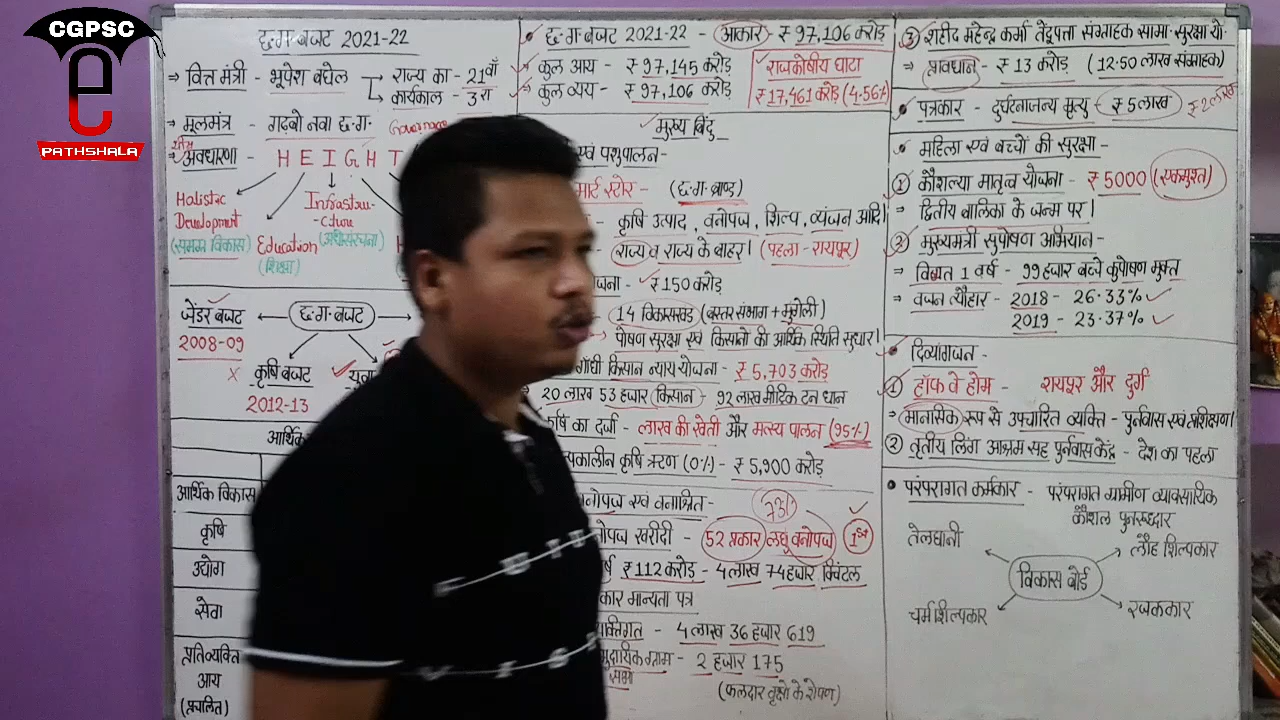 CGPSC
PATHSHALA
छ.ग. बजट 2021-22
→ वित्त मंत्री - भूपेश बघेल → राज्य का - 21वाँ
→ कार्यकाल - 3रा
→ मूलमंत्र - गढ़बो नवा छ.ग.
→ अवधारणा - H E I G H T
Holistic Development (समग्र विकास)
Education (शिक्षा)
Infrastru-cture (अधोसंरचना)
छ.ग. बजट
जेंडर बजट
2008-09
कृषि बजट
2012-13
आर्थिक विकास
कृषि
उद्योग
सेवा
प्रतिव्यक्ति आय (प्रचलित)
छ.ग. बजट 2021-22 - आकार - ₹ 97,106 करोड़
कुल आय - ₹ 97,145 करोड़
कुल व्यय - ₹ 97,106 करोड़
राजकोषीय घाटा
₹ 17,461 करोड़ (4.56%)
मुख्य बिंदु
एवं पशुपालन-
मार्ट स्टोर - (छ.ग. ब्राण्ड)
कृषि उत्पाद, वनोपज, शिल्प, व्यंजन आदि।
राज्य व राज्य के बाहर। (पहला - रायपुर)
₹ 150 करोड़
14 विकासखंड (बस्तर संभाग + मुंगेली)
पोषण सुरक्षा एवं किसानों की आर्थिक स्थिति सुधार।
गांधी किसान न्याय योजना - ₹ 5,703 करोड़
20 लाख 53 हजार किसान - 92 लाख मीट्रिक टन धान
का दर्जा - लाख की खेती और मत्स्य पालन (95%)
कृषि ऋण (0%) - ₹ 5,900 करोड़
वनोपज एवं वनाश्रित -
73%
खरीदी - 52 प्रकार लघु वनोपज 1st
₹ 112 करोड़ - 4 लाख 74 हजार क्विंटल
मान्यता पत्र
4 लाख 36 हजार 619
2 हजार 175
(फलदार वृक्षों के रोपण)
③ शहीद महेन्द्र कर्मा तेंदूपत्ता संग्राहक सामा. सुरक्षा यो.
→ प्रावधान - ₹ 13 करोड़ (12.50 लाख संग्राहक)
पत्रकार - दुर्घटनाजन्य मृत्यु - ₹ 5 लाख ₹ 2 लाख
महिला एवं बच्चों की सुरक्षा -
① कौशल्या मातृत्व योजना - ₹ 5000 (एकमुश्त)
→ द्वितीय बालिका के जन्म पर।
② मुख्यमंत्री सुपोषण अभियान -
→ विगत 1 वर्ष - 99 हजार बच्चे कुपोषण मुक्त
→ वजन त्यौहार - 2018 - 26.33%
2019 - 23.37%
दिव्यांगजन -
① हॉफ वे होम - रायपुर और दुर्ग
→ मानसिक रूप से उपचारित व्यक्ति - पुर्नवास एवं प्रशिक्षण।
② तृतीय लिंग आश्रम सह पुर्नवास केंद्र - देश का पहला
परंपरागत कर्मकार - परंपरागत ग्रामीण व्यावसायिक
कौशल पुनरूद्धार
तेलघानी
लौह शिल्पकार
विकास बोर्ड
चर्म शिल्पकार
रजककार